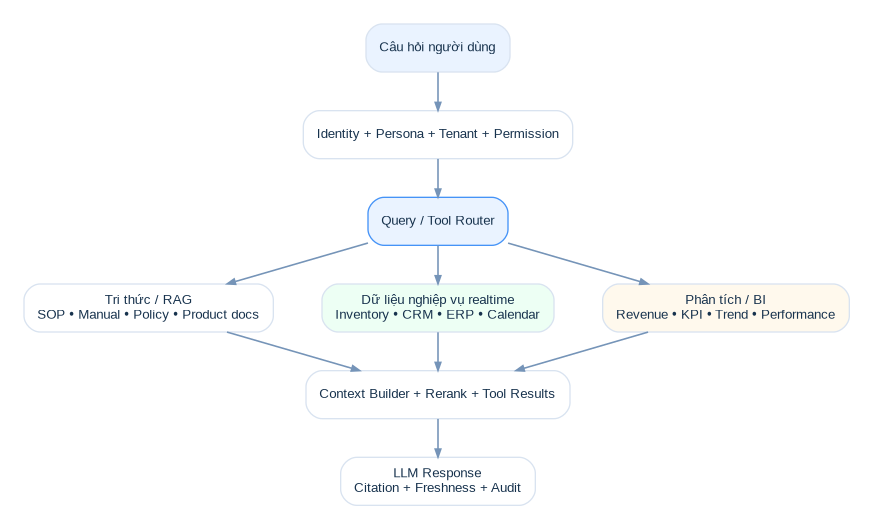 Câu hỏi người dùng
Identity + Persona + Tenant + Permission
Query / Tool Router
Tri thức / RAG
SOP • Manual • Policy • Product docs
Dữ liệu nghiệp vụ realtime
Inventory • CRM • ERP • Calendar
Phân tích / BI
Revenue • KPI • Trend • Performance
Context Builder + Rerank + Tool Results
LLM Response
Citation + Freshness + Audit